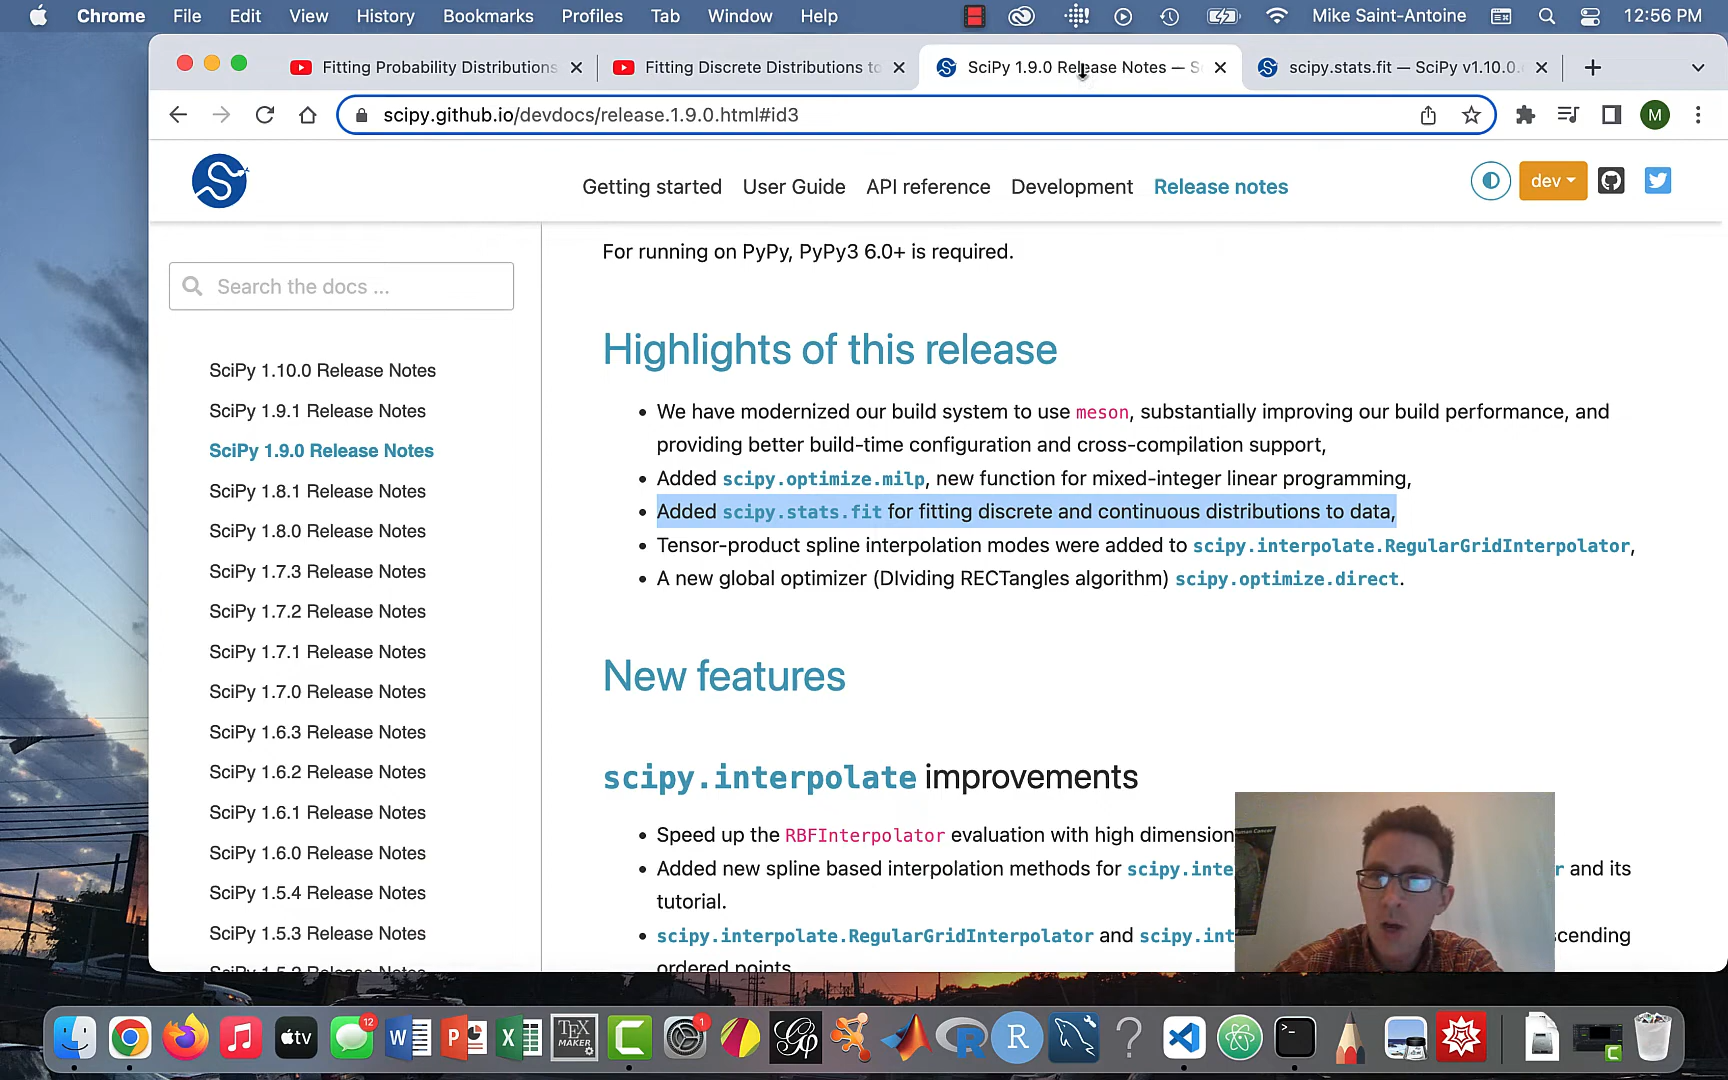 Chrome File Edit View History Bookmarks Profiles Tab Window Help Mike Saint-Antoine 12:56 PM
Fitting Probability Distributions Fitting Discrete Distributions to SciPy 1.9.0 Release Notes — S scipy.stats.fit — SciPy v1.10.0.
scipy.github.io/devdocs/release.1.9.0.html#id3
M
Getting started User Guide API reference Development Release notes dev
Search the docs ...
SciPy 1.10.0 Release Notes
SciPy 1.9.1 Release Notes
SciPy 1.9.0 Release Notes
SciPy 1.8.1 Release Notes
SciPy 1.8.0 Release Notes
SciPy 1.7.3 Release Notes
SciPy 1.7.2 Release Notes
SciPy 1.7.1 Release Notes
SciPy 1.7.0 Release Notes
SciPy 1.6.3 Release Notes
SciPy 1.6.2 Release Notes
SciPy 1.6.1 Release Notes
SciPy 1.6.0 Release Notes
SciPy 1.5.4 Release Notes
SciPy 1.5.3 Release Notes
For running on PyPy, PyPy3 6.0+ is required.
Highlights of this release
We have modernized our build system to use meson, substantially improving our build performance, and
providing better build-time configuration and cross-compilation support,
Added scipy.optimize.milp, new function for mixed-integer linear programming,
Added scipy.stats.fit for fitting discrete and continuous distributions to data,
Tensor-product spline interpolation modes were added to scipy.interpolate.RegularGridInterpolator,
A new global optimizer (DIviding RECTangles algorithm) scipy.optimize.direct.
New features
scipy.interpolate improvements
Speed up the RBFInterpolator evaluation with high dimension
Added new spline based interpolation methods for scipy.inte r and its
tutorial.
scipy.interpolate.RegularGridInterpolator and scipy.int scending
ordered points.
Human Cancer
12
tv
W
P
X
TEX
MAKER
C
1
R
R
?
>_
C